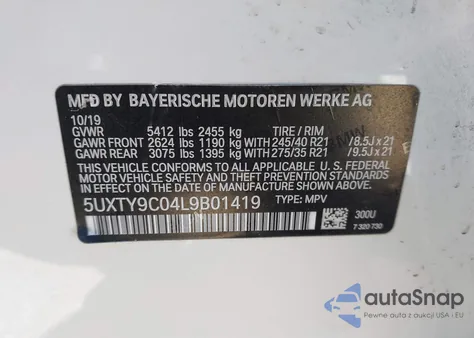 MFD BY BAYERISCHE MOTOREN WERKE AG
10/19
GVWR 5412 lbs 2455 kg TIRE / RIM
GAWR FRONT 2624 lbs 1190 kg WITH 245/40 R21 / 8.5J x 21
GAWR REAR 3075 lbs 1395 kg WITH 275/35 R21 / 9.5J x 21
THIS VEHICLE CONFORMS TO ALL APPLICABLE U.S. FEDERAL
MOTOR VEHICLE SAFETY, BUMPER AND THEFT PREVENTION
STANDARDS IN EFFECT ON THE DATE OF
MANUFACTURE SHOWN ABOVE.
5UXTY9C04L9B01419 TYPE: MPV
300U
7 320 730
autoSnap
Pewne auta z aukcji USA i EU